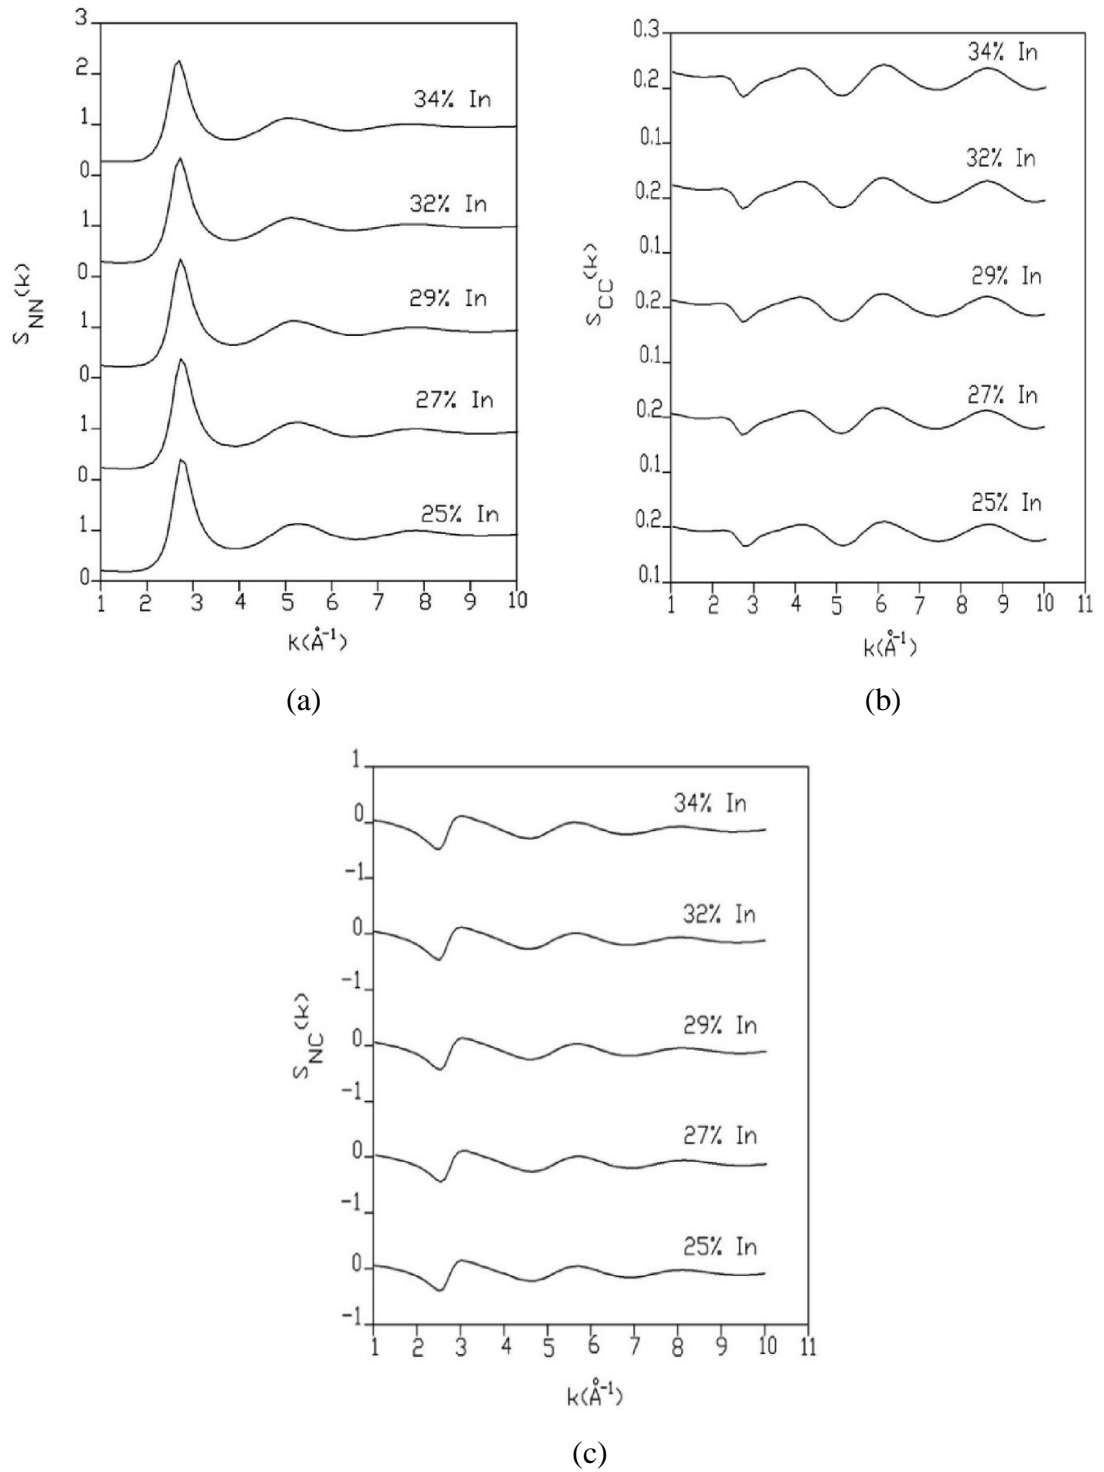 3
2
1
0
1
0
1
0
1
0
1
0
34% In
32% In
29% In
27% In
25% In
S_NN(k)
1 2 3 4 5 6 7 8 9 10
k(Å⁻¹)
(a)
0.3
0.2
0.1
0.2
0.1
0.2
0.1
0.2
0.1
0.2
0.1
34% In
32% In
29% In
27% In
25% In
S_CC(k)
1 2 3 4 5 6 7 8 9 10 11
k(Å⁻¹)
(b)
1
0
-1
0
-1
0
-1
0
-1
0
-1
34% In
32% In
29% In
27% In
25% In
S_NC(k)
1 2 3 4 5 6 7 8 9 10 11
k(Å⁻¹)
(c)